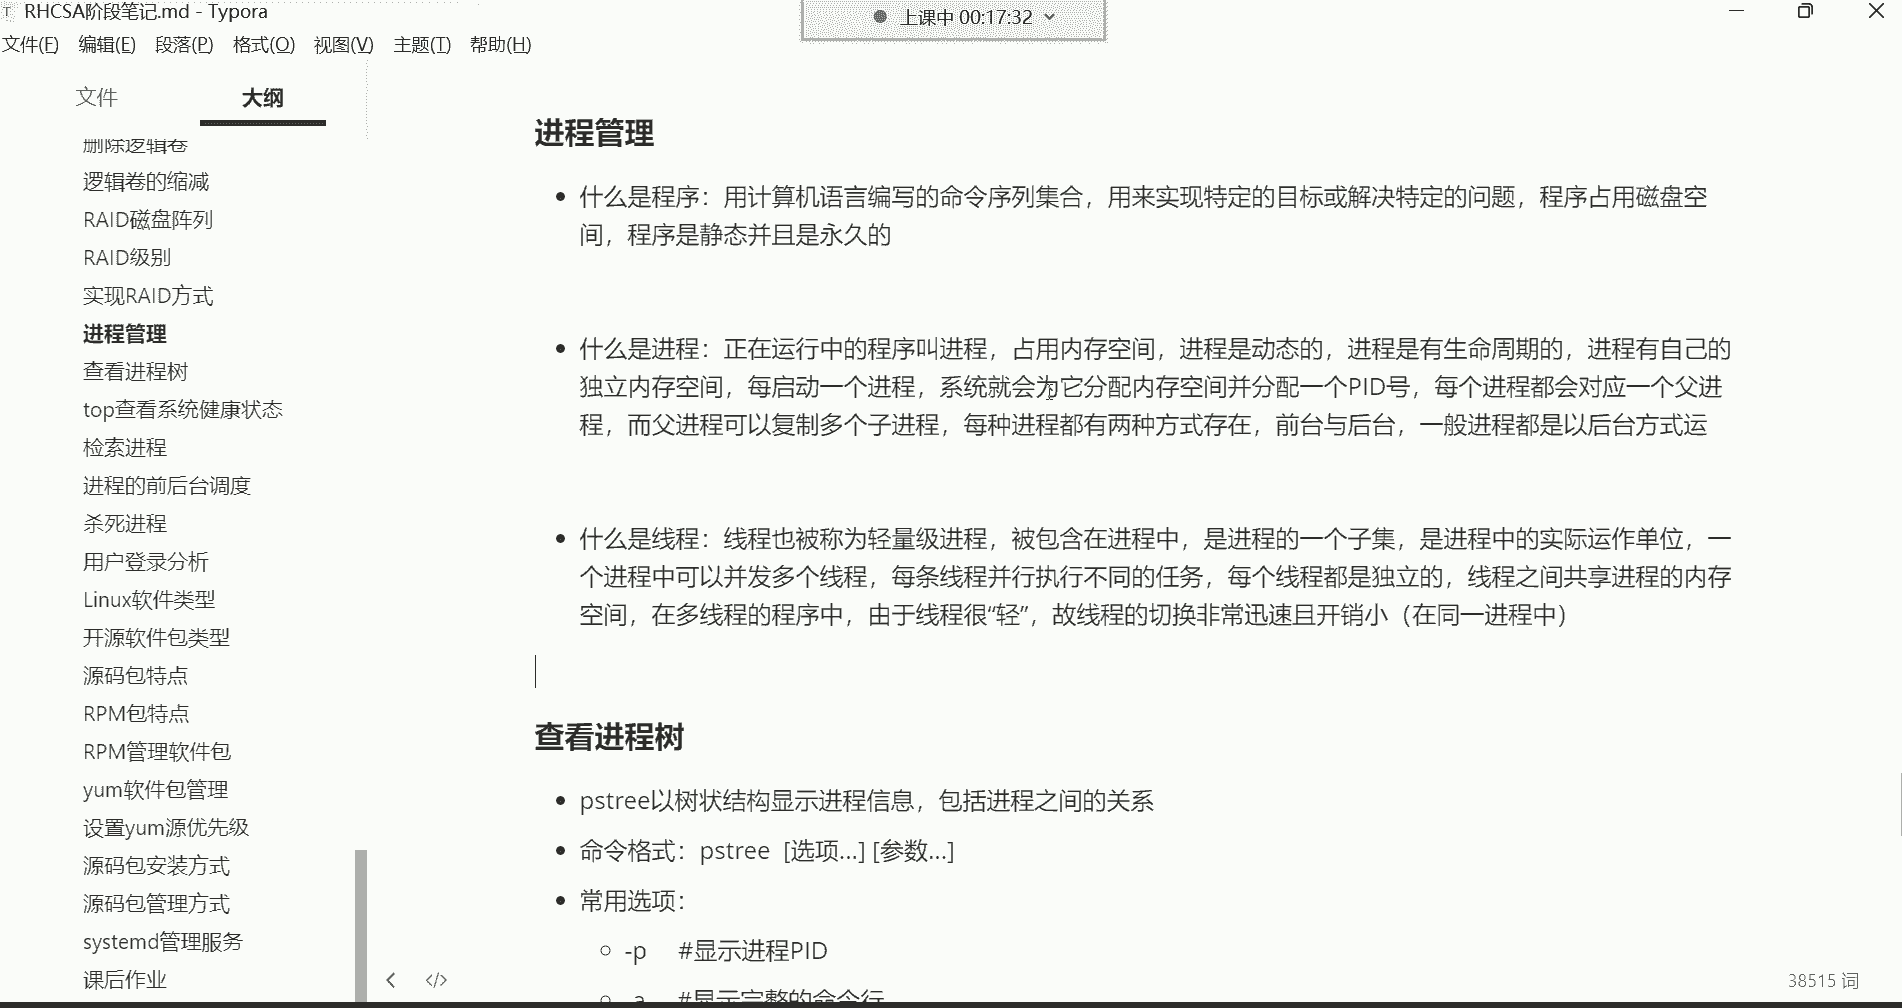 RHCSA阶段笔记.md - Typora
上课中 00:17:32
文件(F) 编辑(E) 段落(P) 格式(O) 视图(V) 主题(T) 帮助(H)
文件 大纲
删除逻辑卷
逻辑卷的缩减
RAID磁盘阵列
RAID级别
实现RAID方式
进程管理
查看进程树
top查看系统健康状态
检索进程
进程的前后台调度
杀死进程
用户登录分析
Linux软件类型
开源软件包类型
源码包特点
RPM包特点
RPM管理软件包
yum软件包管理
设置yum源优先级
源码包安装方式
源码包管理方式
systemd管理服务
课后作业
进程管理
什么是程序：用计算机语言编写的命令序列集合，用来实现特定的目标或解决特定的问题，程序占用磁盘空
间，程序是静态并且是永久的
什么是进程：正在运行中的程序叫进程，占用内存空间，进程是动态的，进程是有生命周期的，进程有自己的
独立内存空间，每启动一个进程，系统就会为它分配内存空间并分配一个PID号，每个进程都会对应一个父进
程，而父进程可以复制多个子进程，每种进程都有两种方式存在，前台与后台，一般进程都是以后台方式运
什么是线程：线程也被称为轻量级进程，被包含在进程中，是进程的一个子集，是进程中的实际运作单位，一
个进程中可以并发多个线程，每条线程并行执行不同的任务，每个线程都是独立的，线程之间共享进程的内存
空间，在多线程的程序中，由于线程很“轻”，故线程的切换非常迅速且开销小（在同一进程中）
查看进程树
pstree以树状结构显示进程信息，包括进程之间的关系
命令格式：pstree [选项...] [参数...]
常用选项：
-p #显示进程PID
-a #显示完整的命令行
38515 词